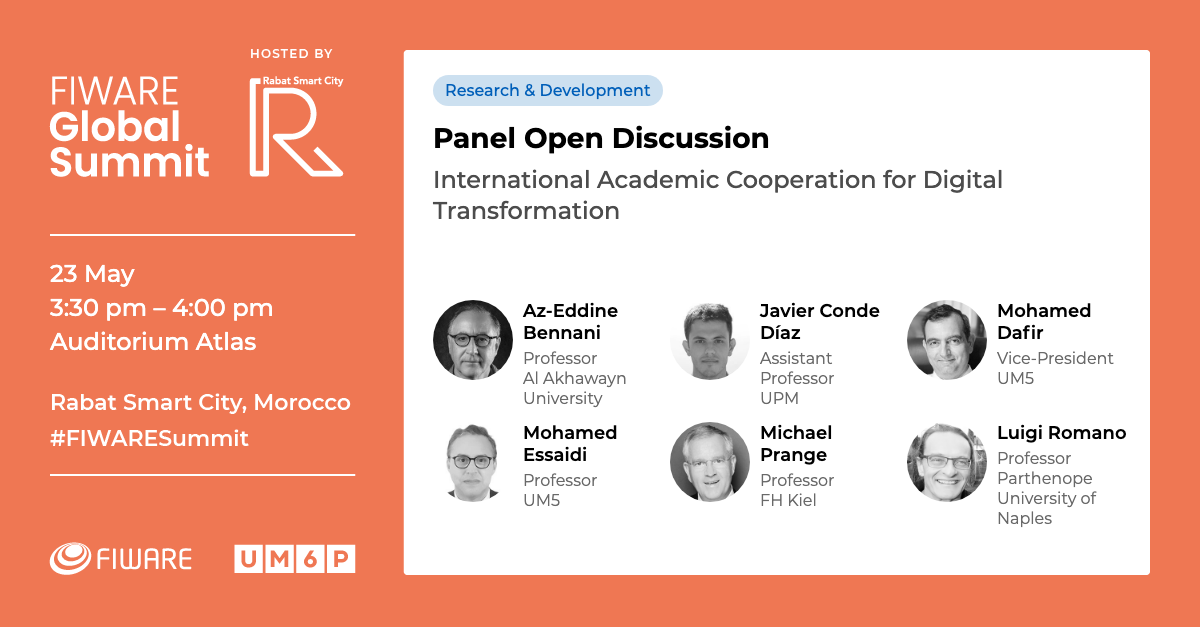 HOSTED BY
Rabat Smart City
R
FIWARE
Global
Summit
23 May
3:30 pm – 4:00 pm
Auditorium Atlas
Rabat Smart City, Morocco
#FIWARESummit
FIWARE
UM6P
Research & Development
Panel Open Discussion
International Academic Cooperation for Digital
Transformation
Az-Eddine
Bennani
Professor
Al Akhawayn
University
Javier Conde
Díaz
Assistant
Professor
UPM
Mohamed
Dafir
Vice-President
UM5
Mohamed
Essaidi
Professor
UM5
Michael
Prange
Professor
FH Kiel
Luigi Romano
Professor
Parthenope
University of
Naples